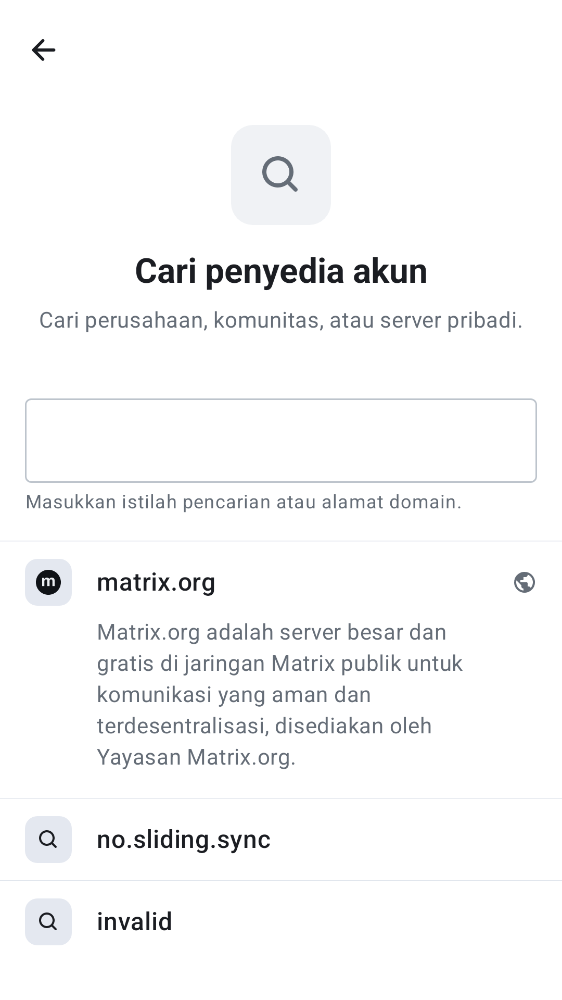 Cari penyedia akun
Cari perusahaan, komunitas, atau server pribadi.
Masukkan istilah pencarian atau alamat domain.
m
matrix.org
Matrix.org adalah server besar dan
gratis di jaringan Matrix publik untuk
komunikasi yang aman dan
terdesentralisasi, disediakan oleh
Yayasan Matrix.org.
no.sliding.sync
invalid